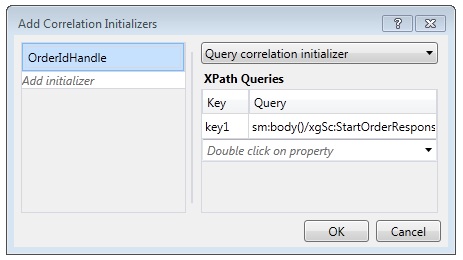 Add Correlation Initializers
OrderIdHandle
Add initializer
Query correlation initializer
XPath Queries
Key Query
key1 sm:body()/xgSc:StartOrderRespons
Double click on property
OK Cancel